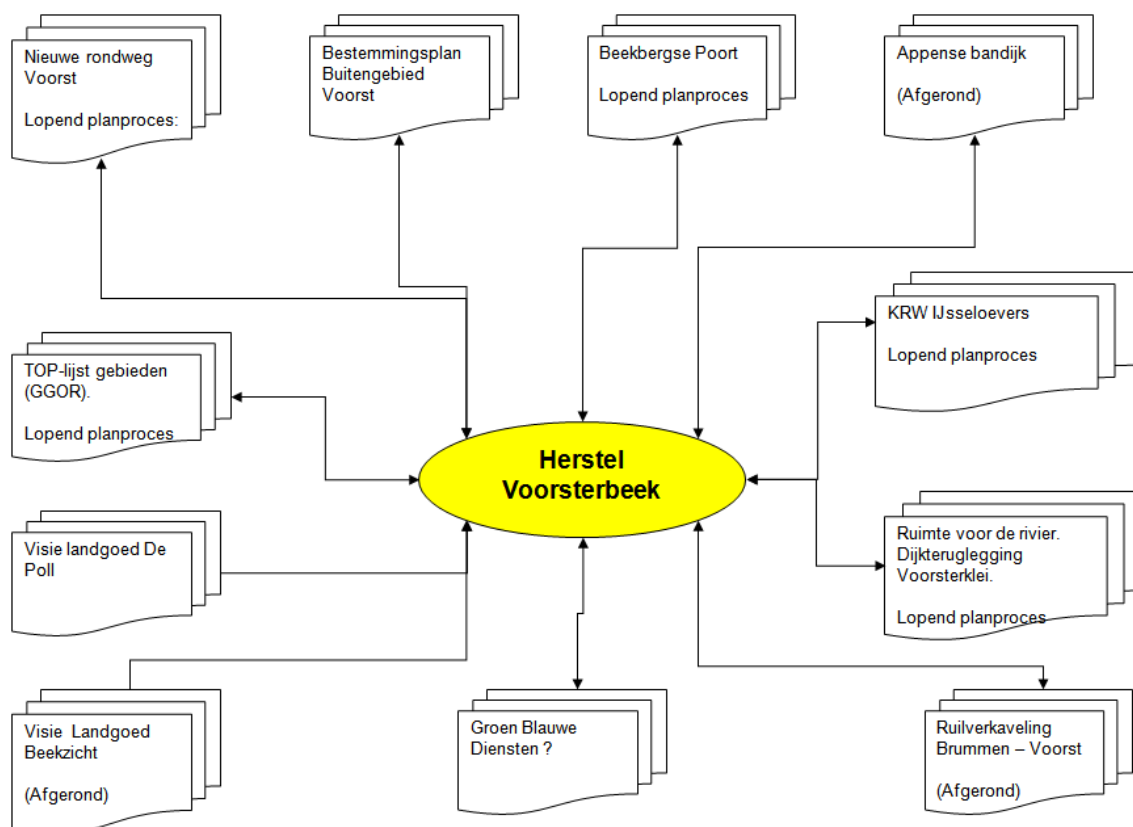 Nieuwe rondweg
Voorst
Lopend planproces:
Bestemmingsplan
Buitengebied
Voorst
Beekbergse Poort
Lopend planproces
Appense bandijk
(Afgerond)
KRW IJsseloevers
Lopend planproces
TOP-lijst gebieden
(GGOR).
Lopend planproces
Herstel
Voorsterbeek
Ruimte voor de rivier.
Dijkteruglegging
Voorsterklei.
Lopend planproces
Visie landgoed De
Poll
Visie Landgoed
Beekzicht
(Afgerond)
Groen Blauwe
Diensten ?
Ruilverkaveling
Brummen – Voorst
(Afgerond)